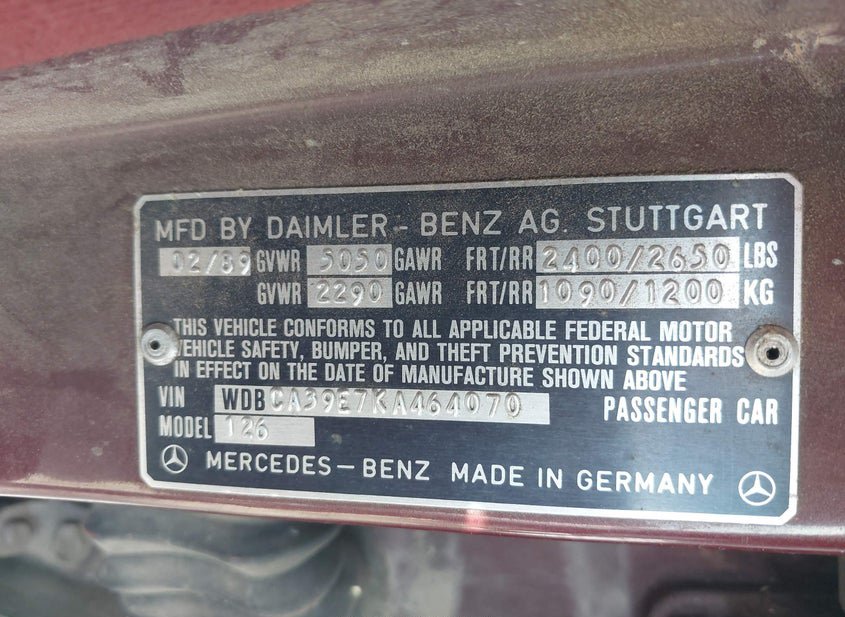 MFD BY DAIMLER-BENZ AG. STUTTGART
02/89 GVWR 5050 GAWR FRT/RR 2400/2650 LBS
GVWR 2290 GAWR FRT/RR 1090/1200 KG
THIS VEHICLE CONFORMS TO ALL APPLICABLE FEDERAL MOTOR
VEHICLE SAFETY, BUMPER, AND THEFT PREVENTION STANDARDS
IN EFFECT ON THE DATE OF MANUFACTURE SHOWN ABOVE
VIN WDBCA39E7KA464070 PASSENGER CAR
MODEL 126
MERCEDES-BENZ MADE IN GERMANY